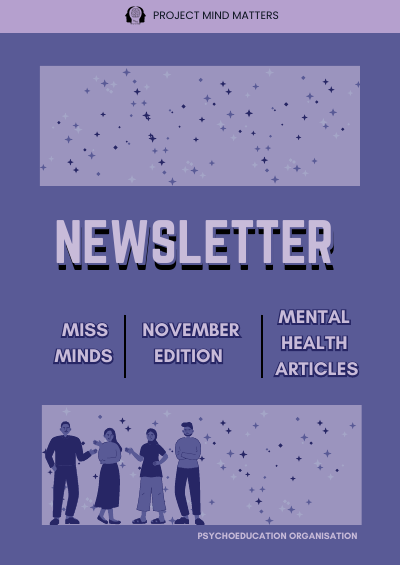 PROJECT MIND MATTERS
NEWSLETTER
MISS
MINDS
NOVEMBER
EDITION
MENTAL
HEALTH
ARTICLES
PSYCHOEDUCATION ORGANISATION